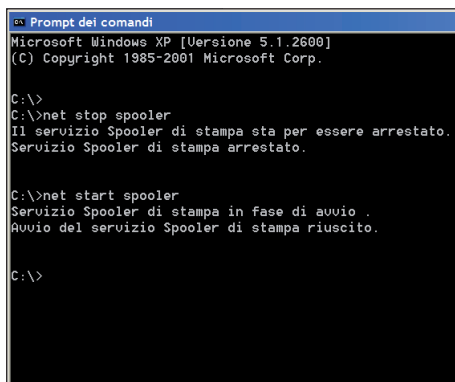 Prompt dei comandi
Microsoft Windows XP [Versione 5.1.2600]
(C) Copyright 1985-2001 Microsoft Corp.
C:\>
C:\>net stop spooler
Il servizio Spooler di stampa sta per essere arrestato.
Servizio Spooler di stampa arrestato.
C:\>net start spooler
Servizio Spooler di stampa in fase di avvio .
Avvio del servizio Spooler di stampa riuscito.
C:\>